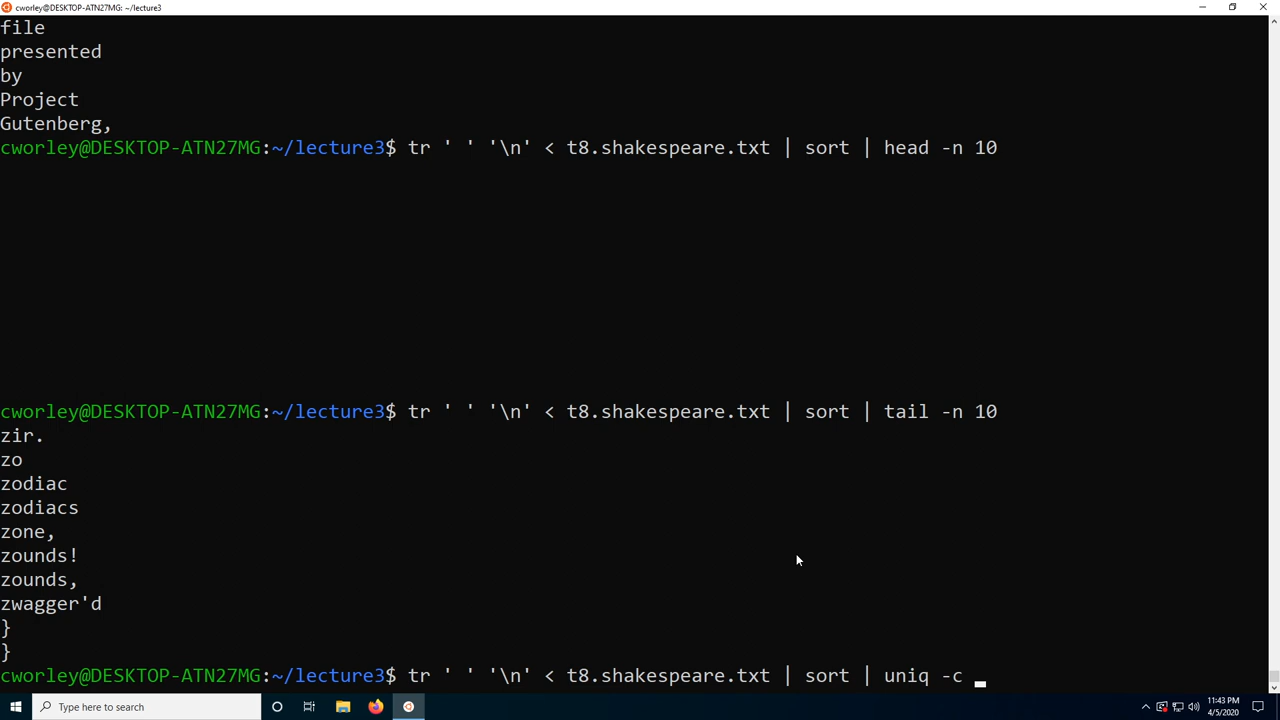 cworley@DESKTOP-ATN27MG: ~/lecture3
file
presented
by
Project
Gutenberg,
cworley@DESKTOP-ATN27MG:~/lecture3$ tr ' ' '\n' < t8.shakespeare.txt | sort | head -n 10
cworley@DESKTOP-ATN27MG:~/lecture3$ tr ' ' '\n' < t8.shakespeare.txt | sort | tail -n 10
zir.
zo
zodiac
zodiacs
zone,
zounds!
zounds,
zwagger'd
}
}
cworley@DESKTOP-ATN27MG:~/lecture3$ tr ' ' '\n' < t8.shakespeare.txt | sort | uniq -c
Type here to search
11:43 PM
4/5/2020